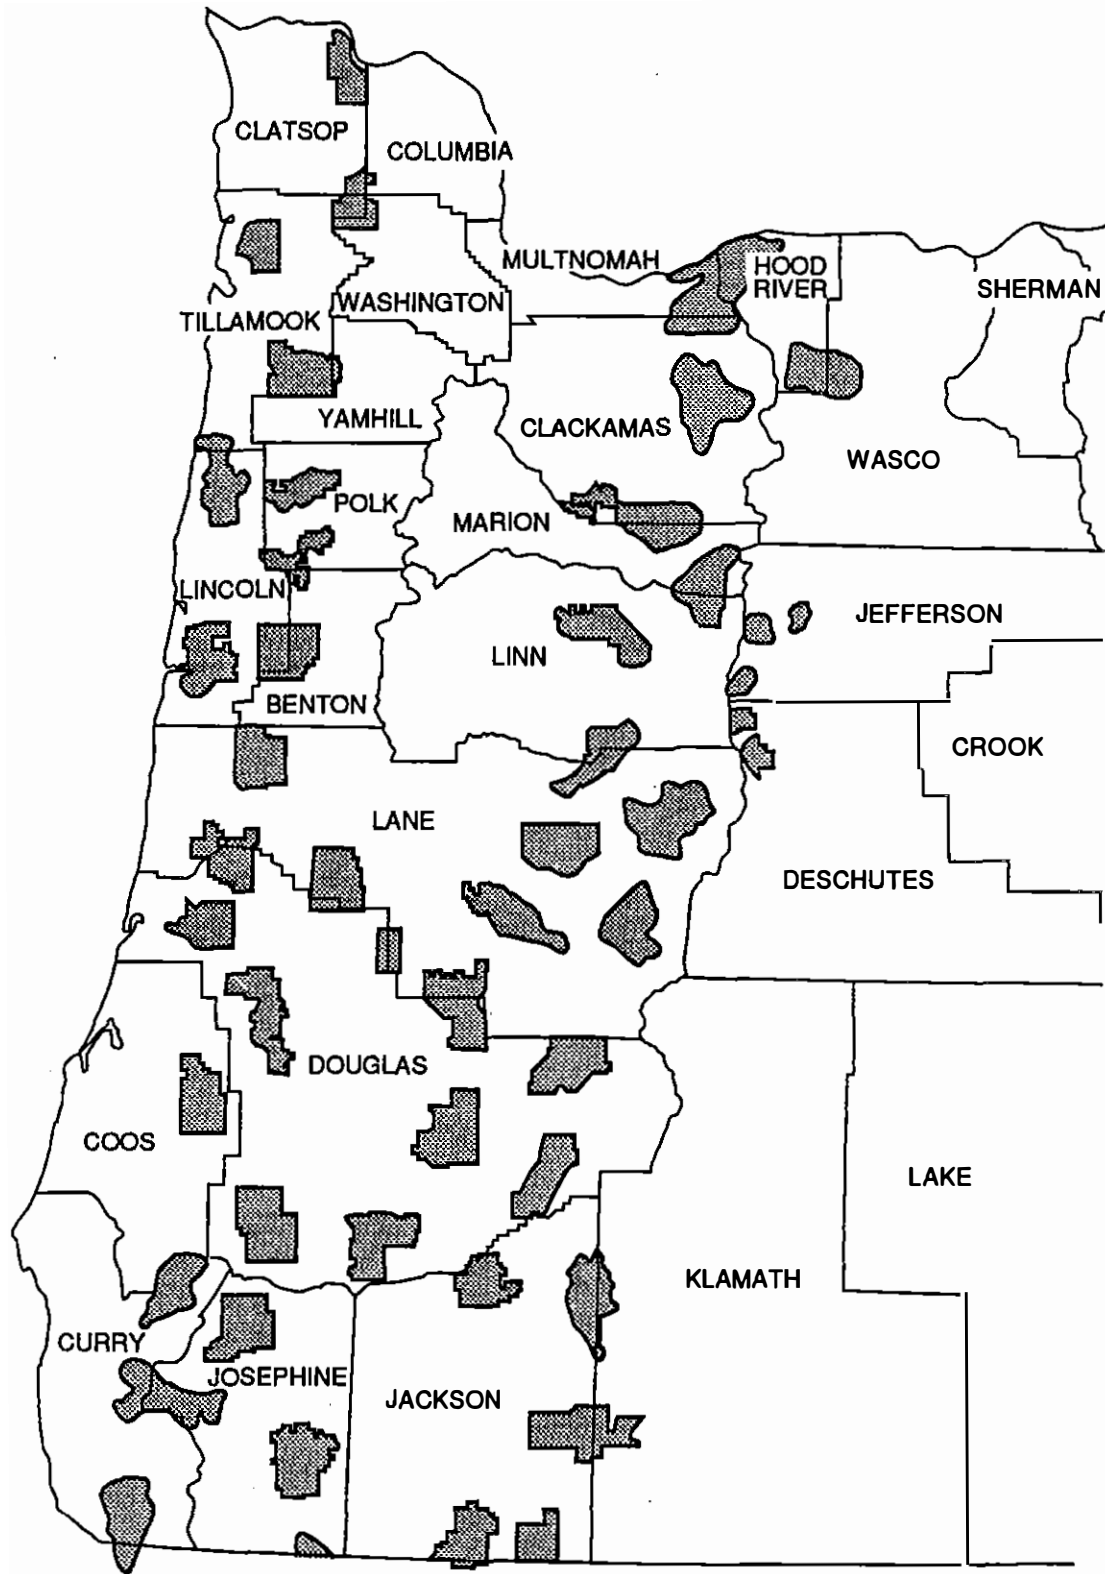 CLATSOP
COLUMBIA
MULTNOMAH
HOOD
RIVER
SHERMAN
WASHINGTON
TILLAMOOK
YAMHILL
CLACKAMAS
WASCO
POLK
MARION
LINCOLN
JEFFERSON
LINN
BENTON
CROOK
LANE
DESCHUTES
DOUGLAS
COOS
LAKE
KLAMATH
CURRY
JOSEPHINE
JACKSON